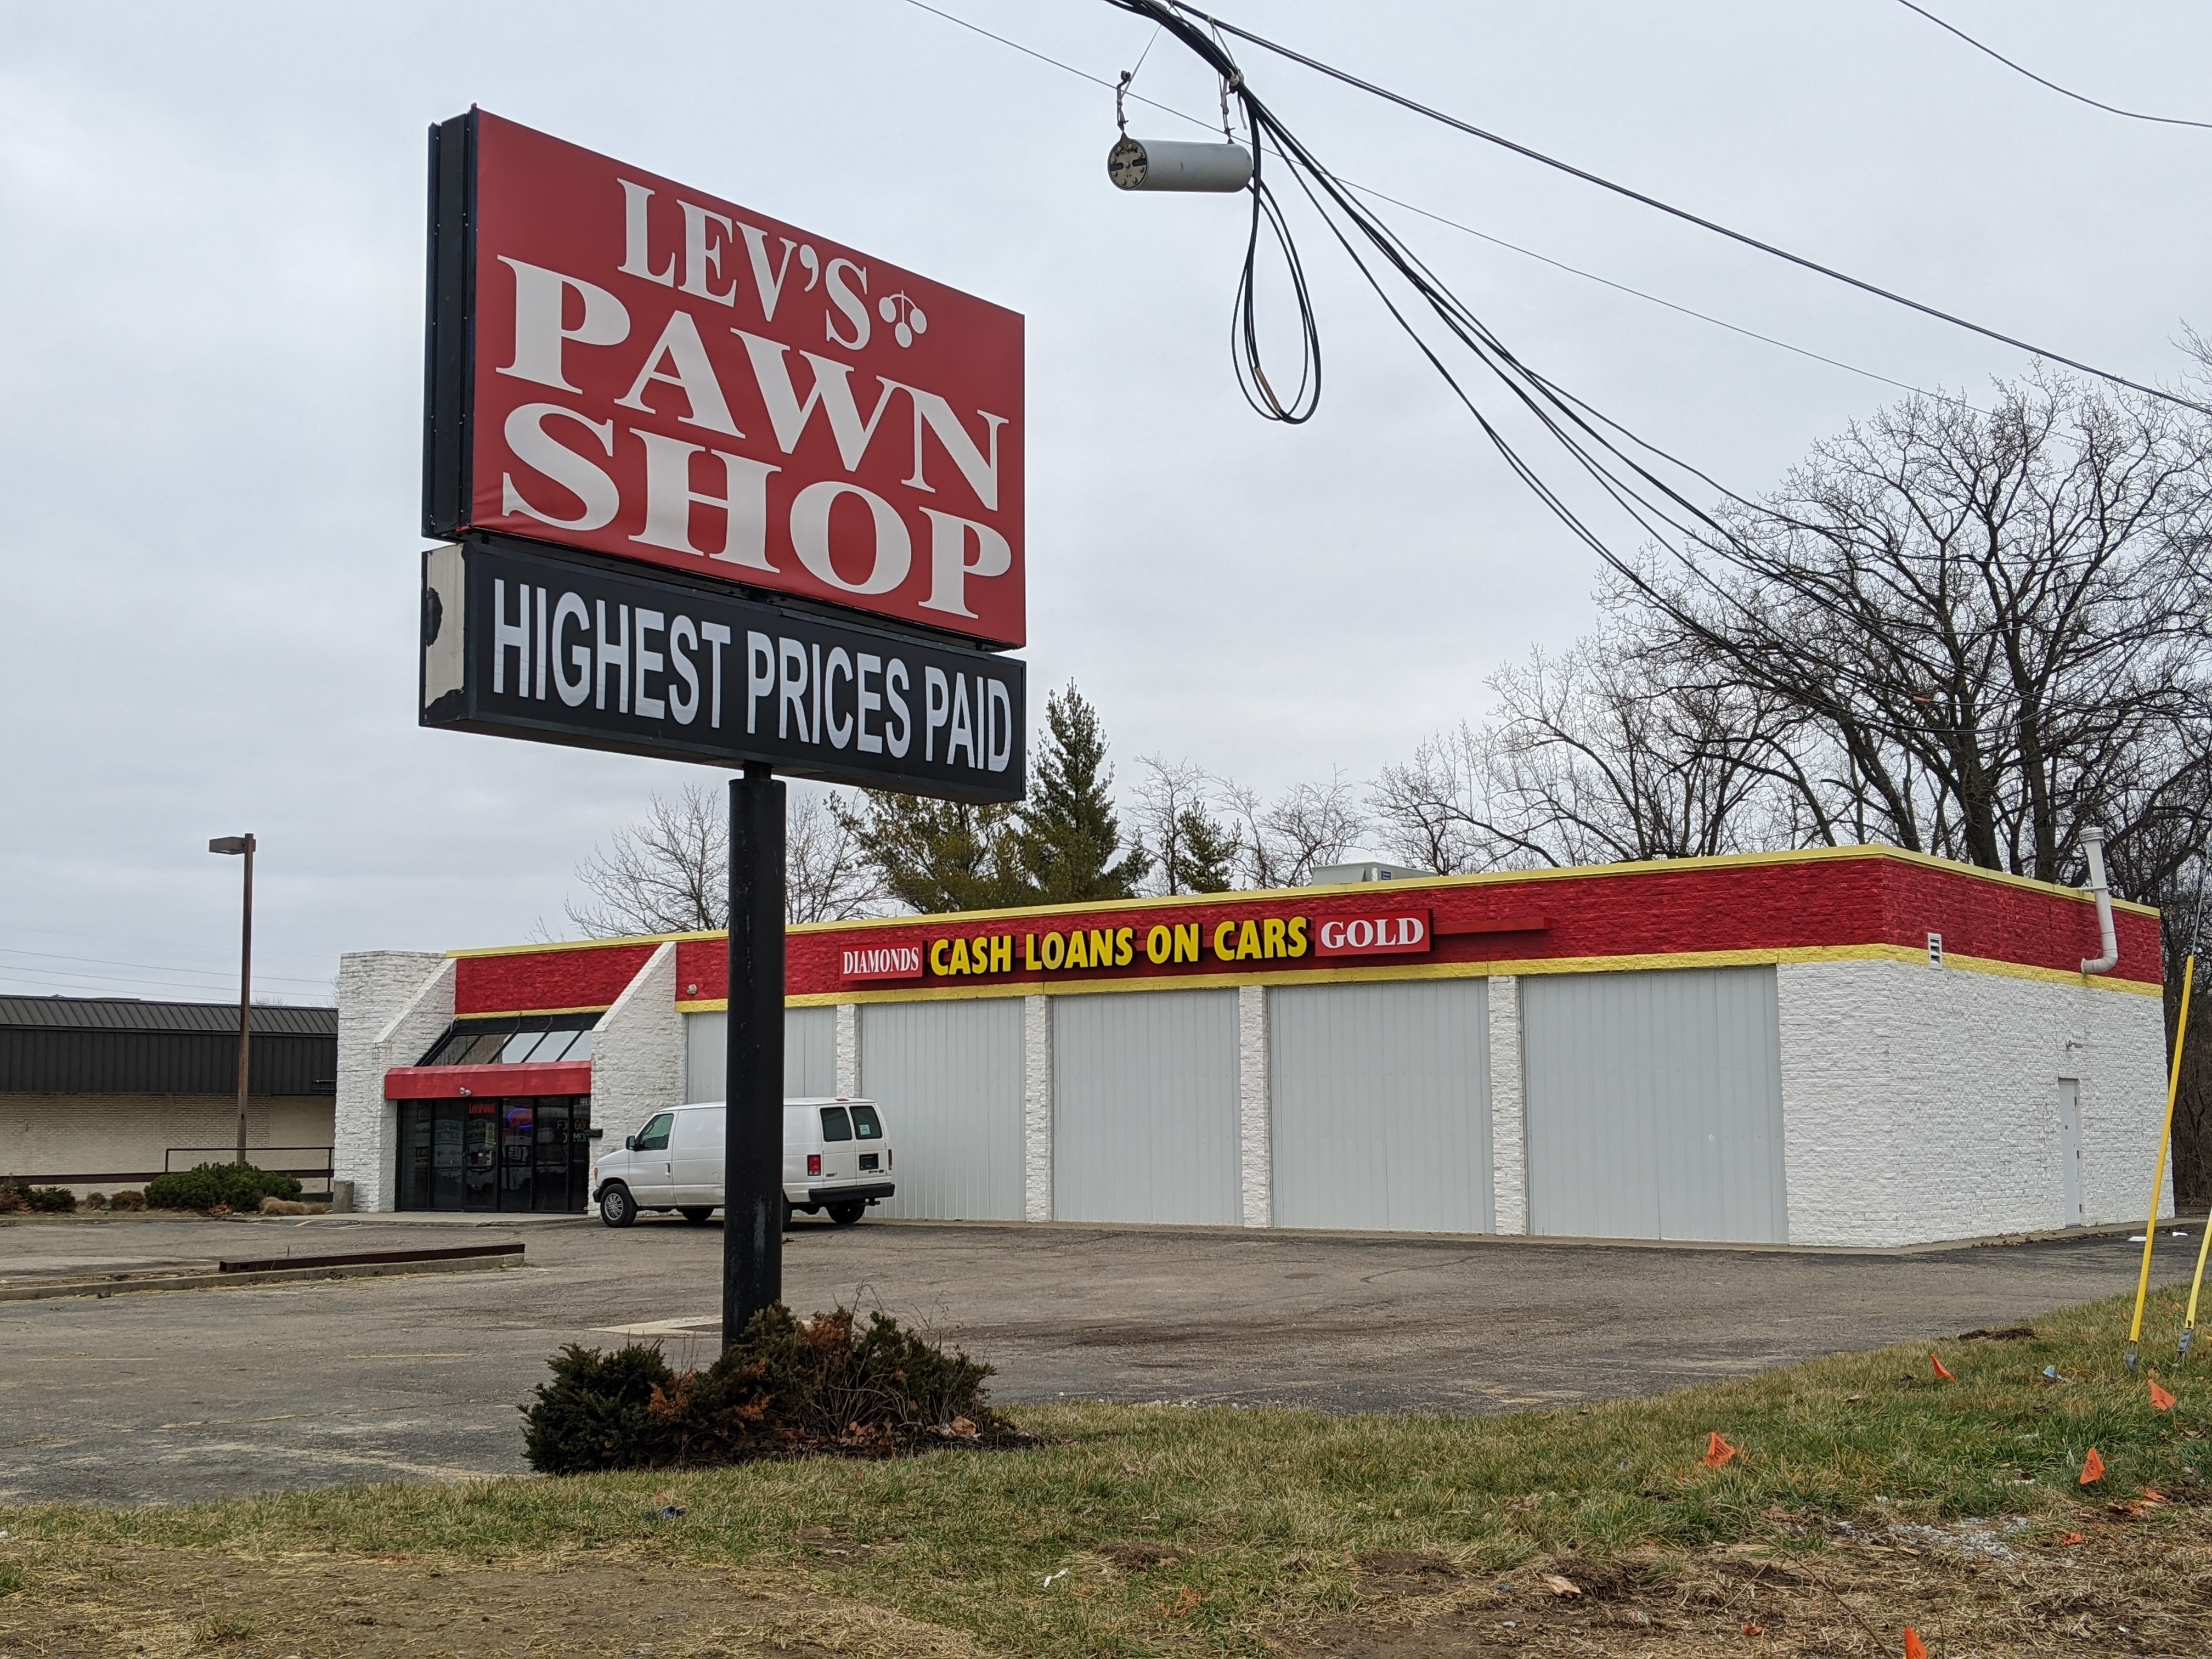 LEV'S
PAWN
SHOP
HIGHEST PRICES PAID
DIAMONDS CASH LOANS ON CARS GOLD